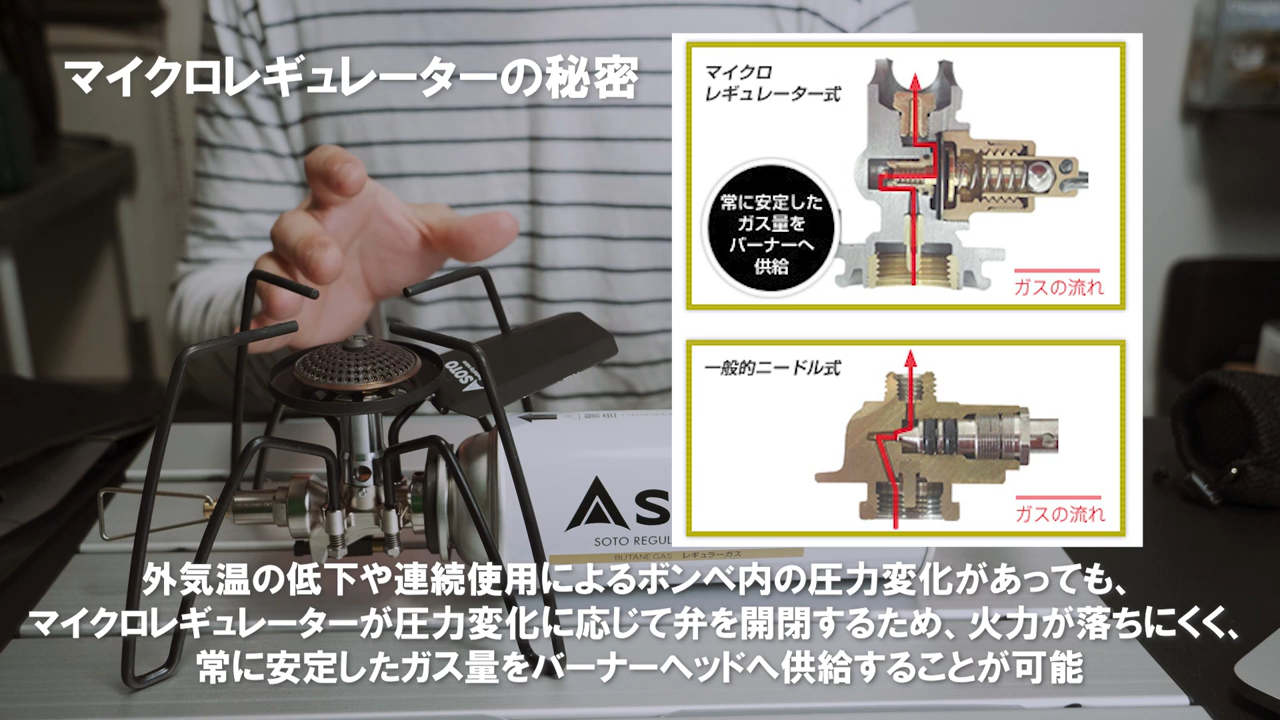 マイクロレギュレーターの秘密
マイクロ
レギュレーター式
常に安定した
ガス量を
バーナーへ
供給
ガスの流れ
一般的ニードル式
ガスの流れ
SOTO
SOTO REGUL
BUTANE GAS レギュラーガス
外気温の低下や連続使用によるボンベ内の圧力変化があっても、
マイクロレギュレーターが圧力変化に応じて弁を開閉するため、火力が落ちにくく、
常に安定したガス量をバーナーヘッドへ供給することが可能